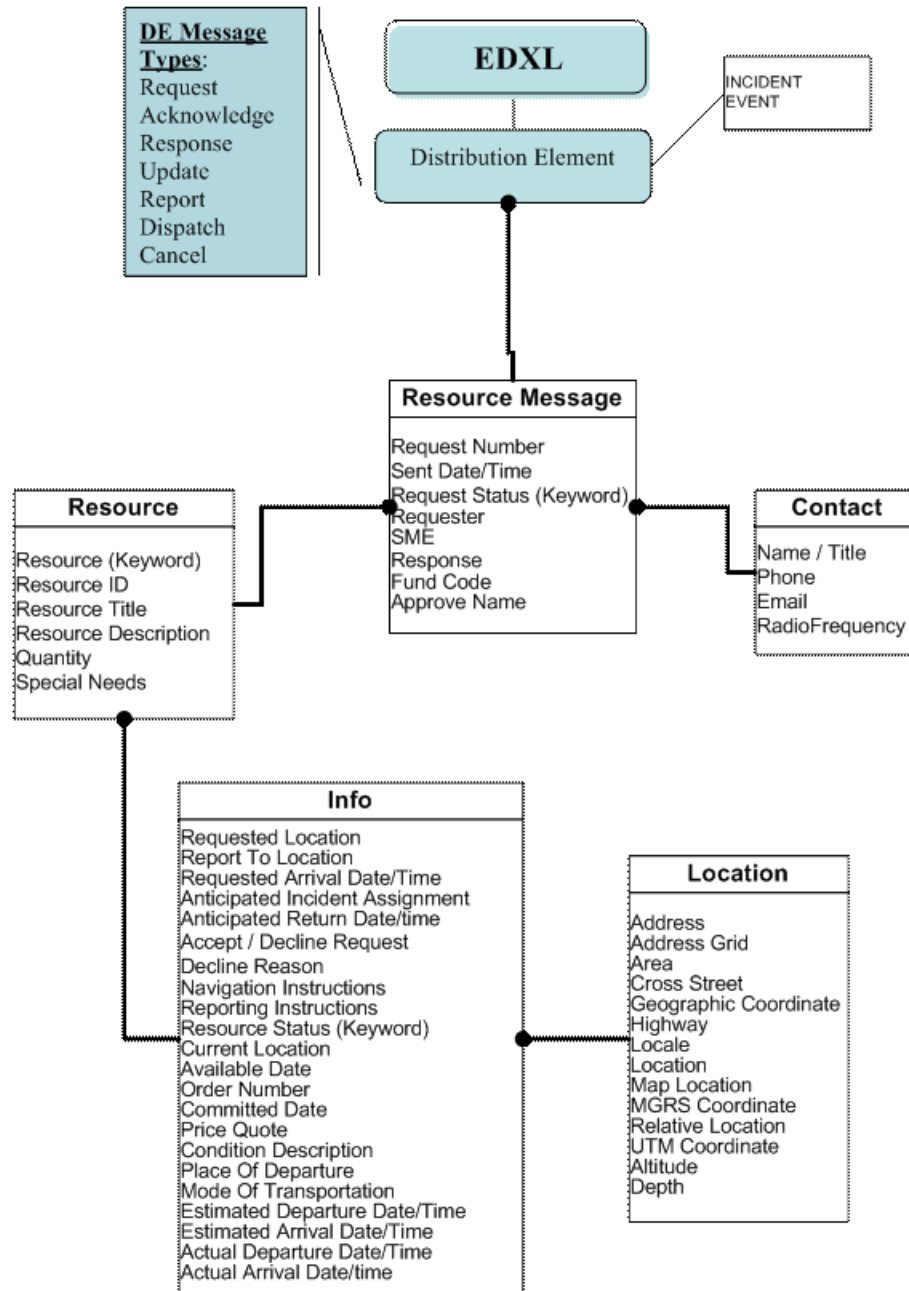 DE Message
Types:
Request
Acknowledge
Response
Update
Report
Dispatch
Cancel
EDXL
Distribution Element
INCIDENT
EVENT
Resource Message
Request Number
Sent Date/Time
Request Status (Keyword)
Requester
SME
Response
Fund Code
Approve Name
Resource
Resource (Keyword)
Resource ID
Resource Title
Resource Description
Quantity
Special Needs
Contact
Name / Title
Phone
Email
RadioFrequency
Info
Requested Location
Report To Location
Requested Arrival Date/Time
Anticipated Incident Assignment
Anticipated Return Date/time
Accept / Decline Request
Decline Reason
Navigation Instructions
Reporting Instructions
Resource Status (Keyword)
Current Location
Available Date
Order Number
Committed Date
Price Quote
Condition Description
Place Of Departure
Mode Of Transportation
Estimated Departure Date/Time
Estimated Arrival Date/Time
Actual Departure Date/Time
Actual Arrival Date/time
Location
Address
Address Grid
Area
Cross Street
Geographic Coordinate
Highway
Locale
Location
Map Location
MGRS Coordinate
Relative Location
UTM Coordinate
Altitude
Depth